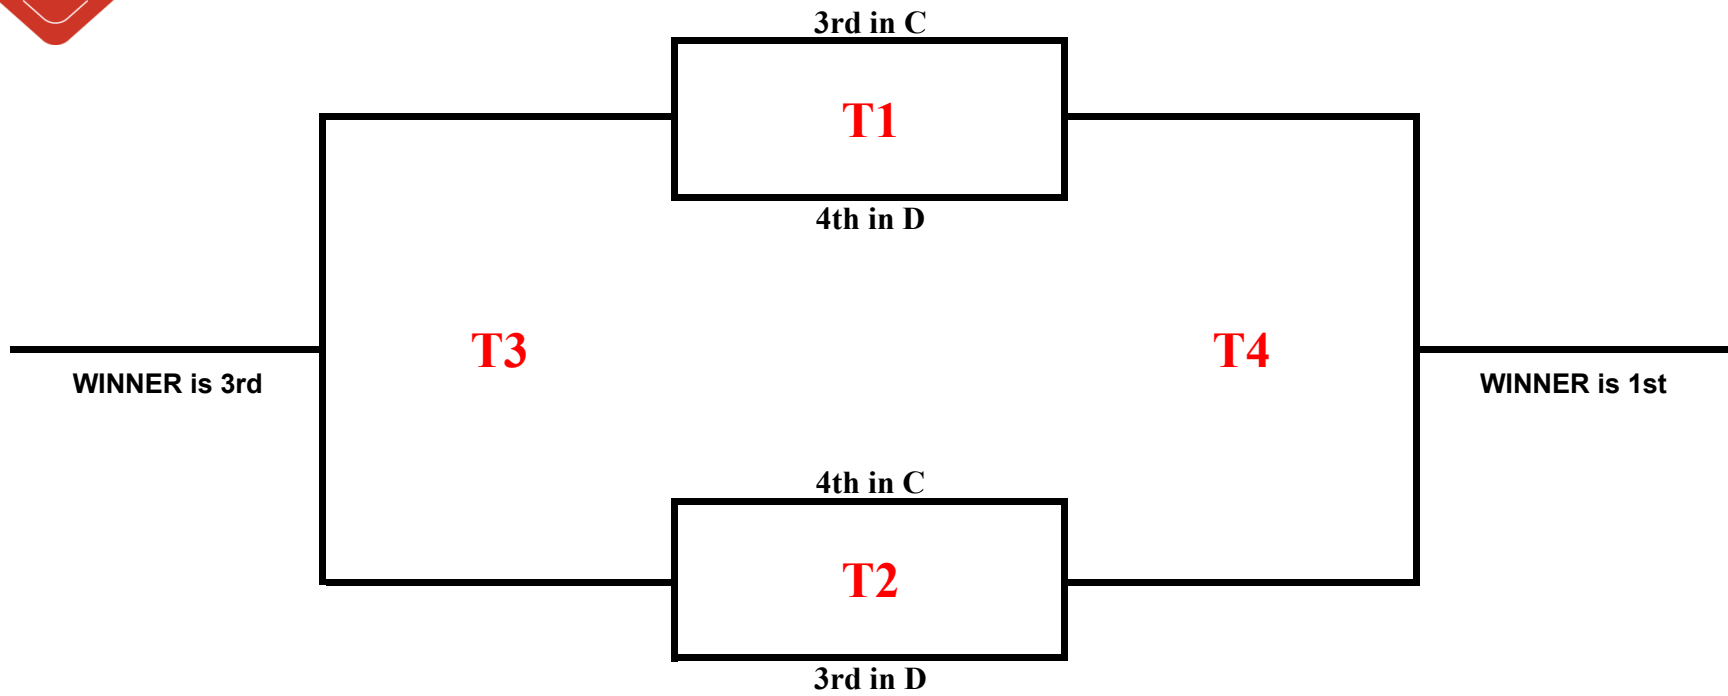 3rd in C
T1
4th in D
T3
T4
WINNER is 3rd
WINNER is 1st
4th in C
T2
3rd in D